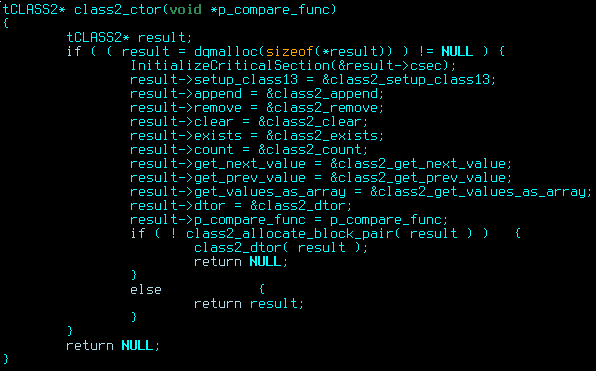 tCLASS2* class2_ctor(void *p_compare_func)
{
        tCLASS2* result;
        if ( ( result = dqmalloc(sizeof(*result)) ) != NULL ) {
                InitializeCriticalSection(&result->csec);
                result->setup_class13 = &class2_setup_class13;
                result->append = &class2_append;
                result->remove = &class2_remove;
                result->clear = &class2_clear;
                result->exists = &class2_exists;
                result->count = &class2_count;
                result->get_next_value = &class2_get_next_value;
                result->get_prev_value = &class2_get_prev_value;
                result->get_values_as_array = &class2_get_values_as_array;
                result->dtor = &class2_dtor;
                result->p_compare_func = p_compare_func;
                if ( ! class2_allocate_block_pair( result ) )   {
                        class2_dtor( result );
                        return NULL;
                }
                else            {
                        return result;
                }
        }
        return NULL;
}